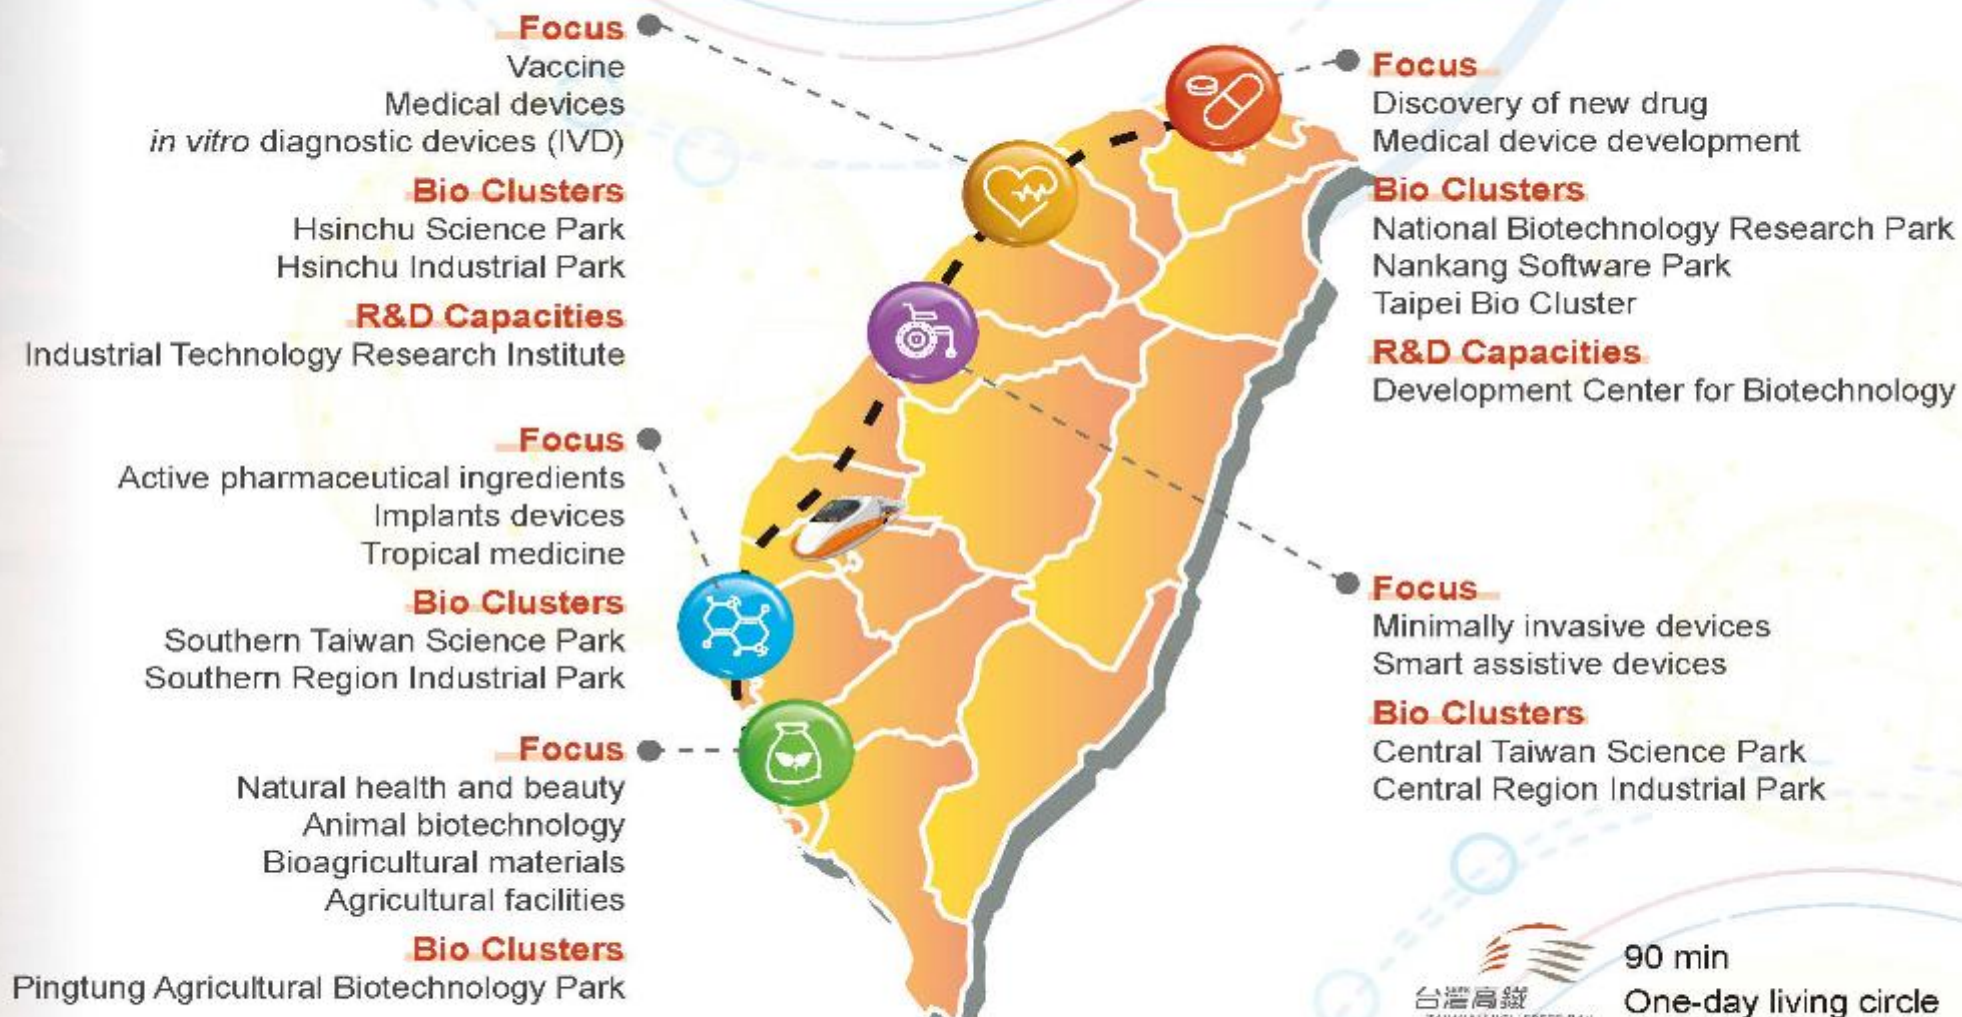 Focus
Vaccine
Medical devices
in vitro diagnostic devices (IVD)
Bio Clusters
Hsinchu Science Park
Hsinchu Industrial Park
R&D Capacities
Industrial Technology Research Institute
Focus
Active pharmaceutical ingredients
Implants devices
Tropical medicine
Bio Clusters
Southern Taiwan Science Park
Southern Region Industrial Park
Focus
Natural health and beauty
Animal biotechnology
Bioagricultural materials
Agricultural facilities
Bio Clusters
Pingtung Agricultural Biotechnology Park
Focus
Discovery of new drug
Medical device development
Bio Clusters
National Biotechnology Research Park
Nankang Software Park
Taipei Bio Cluster
R&D Capacities
Development Center for Biotechnology
Focus
Minimally invasive devices
Smart assistive devices
Bio Clusters
Central Taiwan Science Park
Central Region Industrial Park
台灣高鐵
90 min
One-day living circle